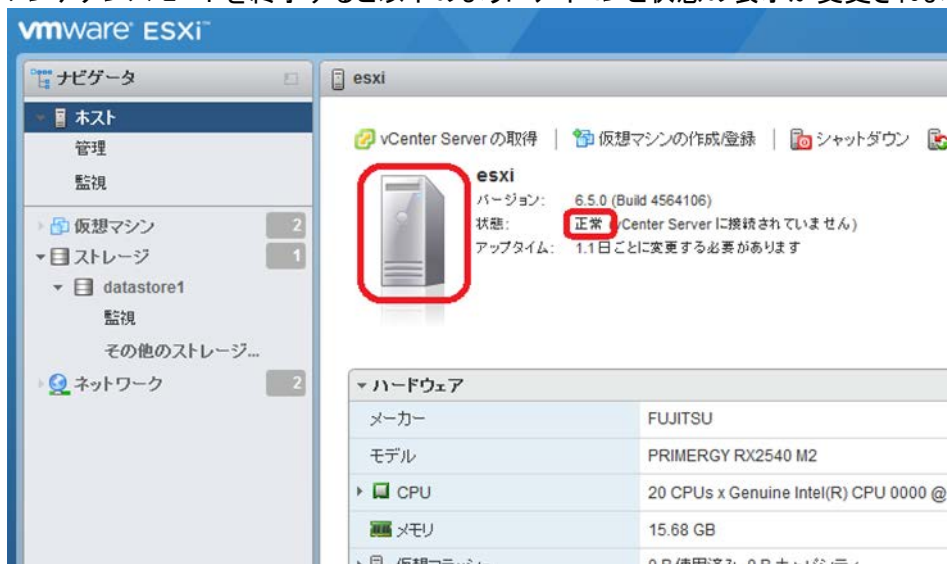 vmware ESXi™
ナビゲータ
esxi
ホスト
管理
監視
仮想マシン 2
ストレージ 1
datastore1
監視
その他のストレージ...
ネットワーク 2
vCenter Server の取得 | 仮想マシンの作成/登録 | シャットダウン
esxi
バージョン: 6.5.0 (Build 4564106)
状態: 正常 (vCenter Server に接続されていません)
アップタイム: 1.1 日ごとに変更する必要があります
ハードウェア
メーカー FUJITSU
モデル PRIMERGY RX2540 M2
CPU 20 CPUs x Genuine Intel(R) CPU 0000 @
メモリ 15.68 GB